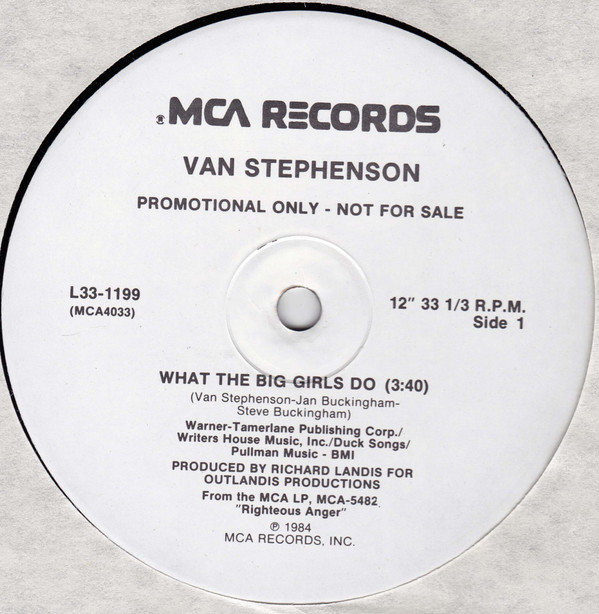 MCA RECORDS
VAN STEPHENSON
PROMOTIONAL ONLY - NOT FOR SALE
L33-1199
(MCA4033)
12" 33 1/3 R.P.M.
Side 1
WHAT THE BIG GIRLS DO (3:40)
(Van Stephenson-Jan Buckingham-
Steve Buckingham)
Warner-Tamerlane Publishing Corp./
Writers House Music, Inc./Duck Songs/
Pullman Music - BMI
PRODUCED BY RICHARD LANDIS FOR
OUTLANDIS PRODUCTIONS
From the MCA LP, MCA-5482
"Righteous Anger"
℗ 1984
MCA RECORDS, INC.